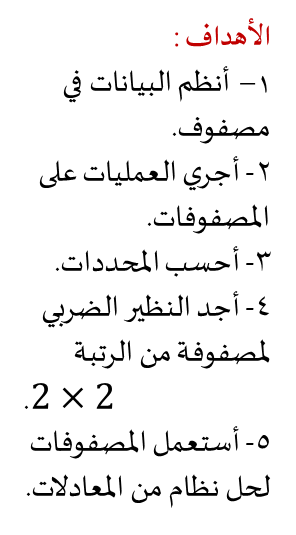 الأهداف :
١– أنظم البيانات في
مصفوف.
٢- أجري العمليات على
المصفوفات.
٣- أحسب المحددات.
٤- أجد النظير الضربي
لمصفوفة من الرتبة
2 × 2.
٥- أستعمل المصفوفات
لحل نظام من المعادلات.